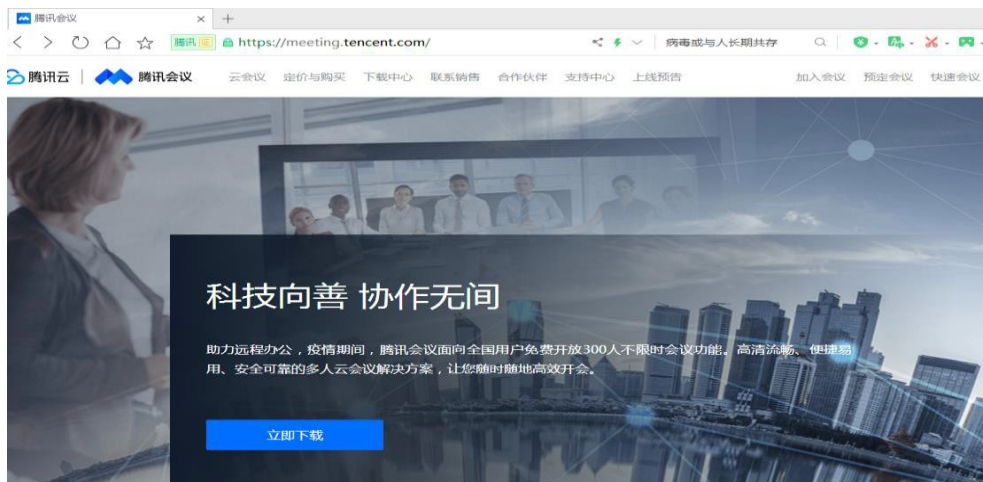 腾讯会议
腾讯 https://meeting.tencent.com/ 病毒或与人长期共存
腾讯云 腾讯会议 云会议 定价与购买 下载中心 联系销售 合作伙伴 支持中心 上线预告 加入会议 预定会议 快速会议
科技向善 协作无间
助力远程办公，疫情期间，腾讯会议面向全国用户免费开放300人不限时会议功能。高清流畅、便捷易
用、安全可靠的多人云会议解决方案，让您随时随地高效开会。
立即下载